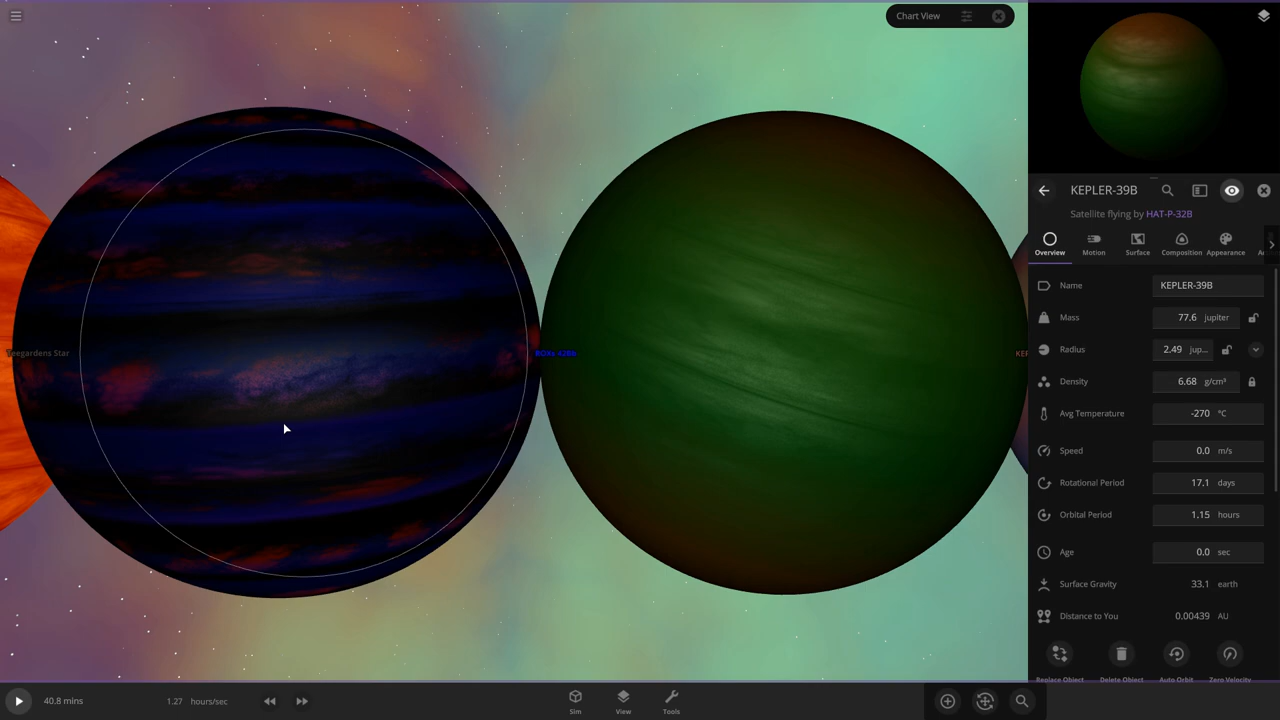 Chart View
Teegardens Star
KEP
KEPLER-39B
Satellite flying by HAT-P-32B
Overview
Motion
Surface
Composition
Appearance
Name
KEPLER-39B
Mass
77.6 jupiter
Radius
2.49 jup...
Density
6.68 g/cm³
Avg Temperature
-270 °C
Speed
0.0 m/s
Rotational Period
17.1 days
Orbital Period
1.15 hours
Age
0.0 sec
Surface Gravity
33.1 earth
Distance to You
0.00439 AU
Replace Object
Delete Object
Auto Orbit
Zero Velocity
40.8 mins
1.27 hours/sec
Sim
View
Tools